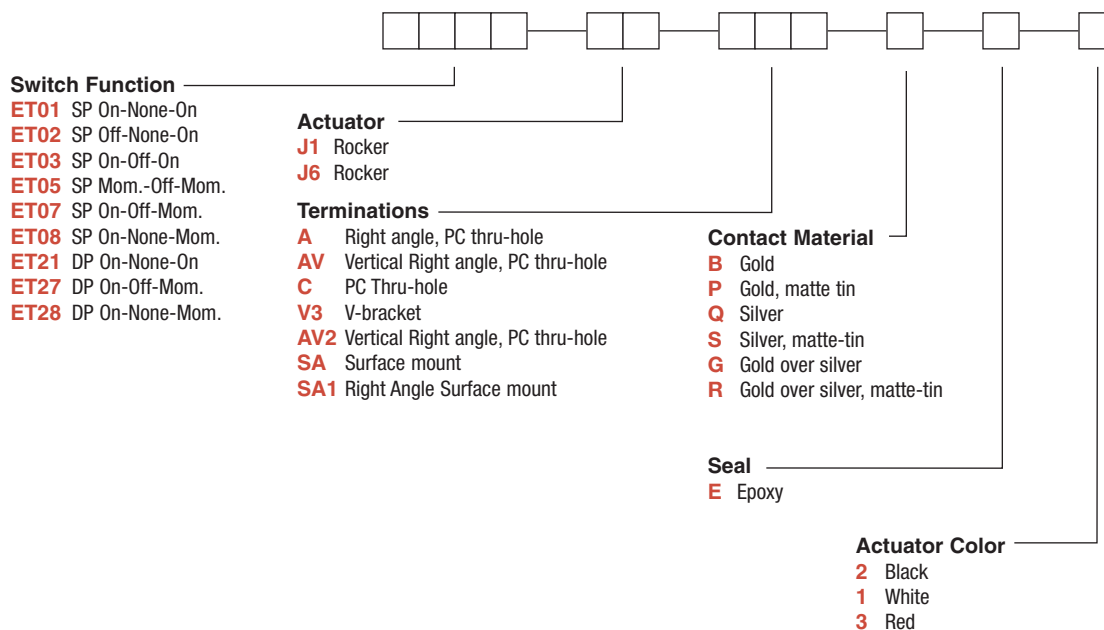 Switch Function
ET01 SP On-None-On
ET02 SP Off-None-On
ET03 SP On-Off-On
ET05 SP Mom.-Off-Mom.
ET07 SP On-Off-Mom.
ET08 SP On-None-Mom.
ET21 DP On-None-On
ET27 DP On-Off-Mom.
ET28 DP On-None-Mom.
Actuator
J1 Rocker
J6 Rocker
Terminations
A Right angle, PC thru-hole
AV Vertical Right angle, PC thru-hole
C PC Thru-hole
V3 V-bracket
AV2 Vertical Right angle, PC thru-hole
SA Surface mount
SA1 Right Angle Surface mount
Contact Material
B Gold
P Gold, matte tin
Q Silver
S Silver, matte-tin
G Gold over silver
R Gold over silver, matte-tin
Seal
E Epoxy
Actuator Color
2 Black
1 White
3 Red